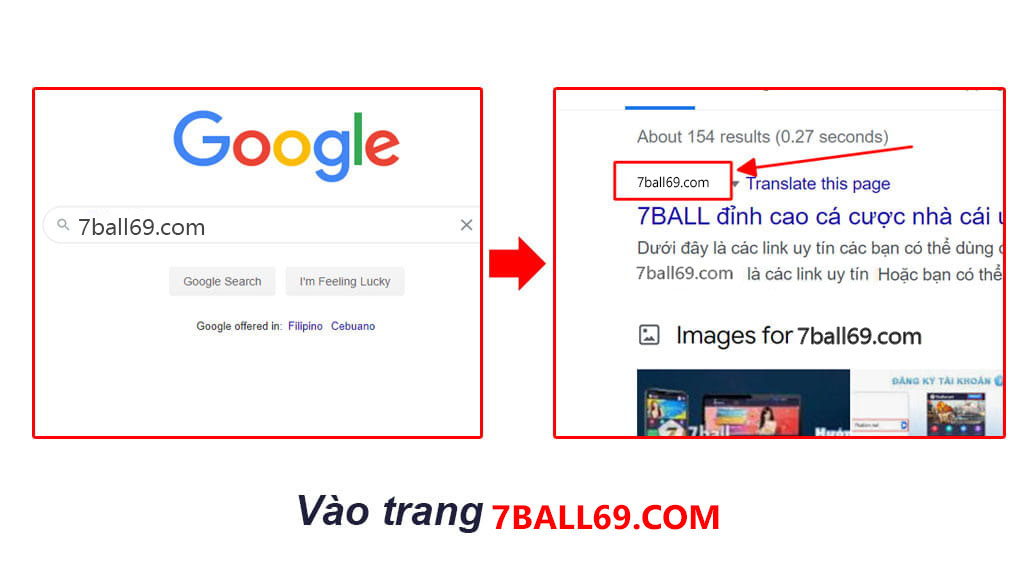 Google
7ball69.com
Google Search
I'm Feeling Lucky
Google offered in: Filipino Cebuano
About 154 results (0.27 seconds)
7ball69.com
Translate this page
7BALL đỉnh cao cá cược nhà cái
Dưới đây là các link uy tín các bạn có thể dùng
7ball69.com là các link uy tín Hoặc bạn có thể
Images for 7ball69.com
7ball
Hướ
ĐĂNG KÝ TÀI KHOẢN
Vào trang 7BALL69.COM